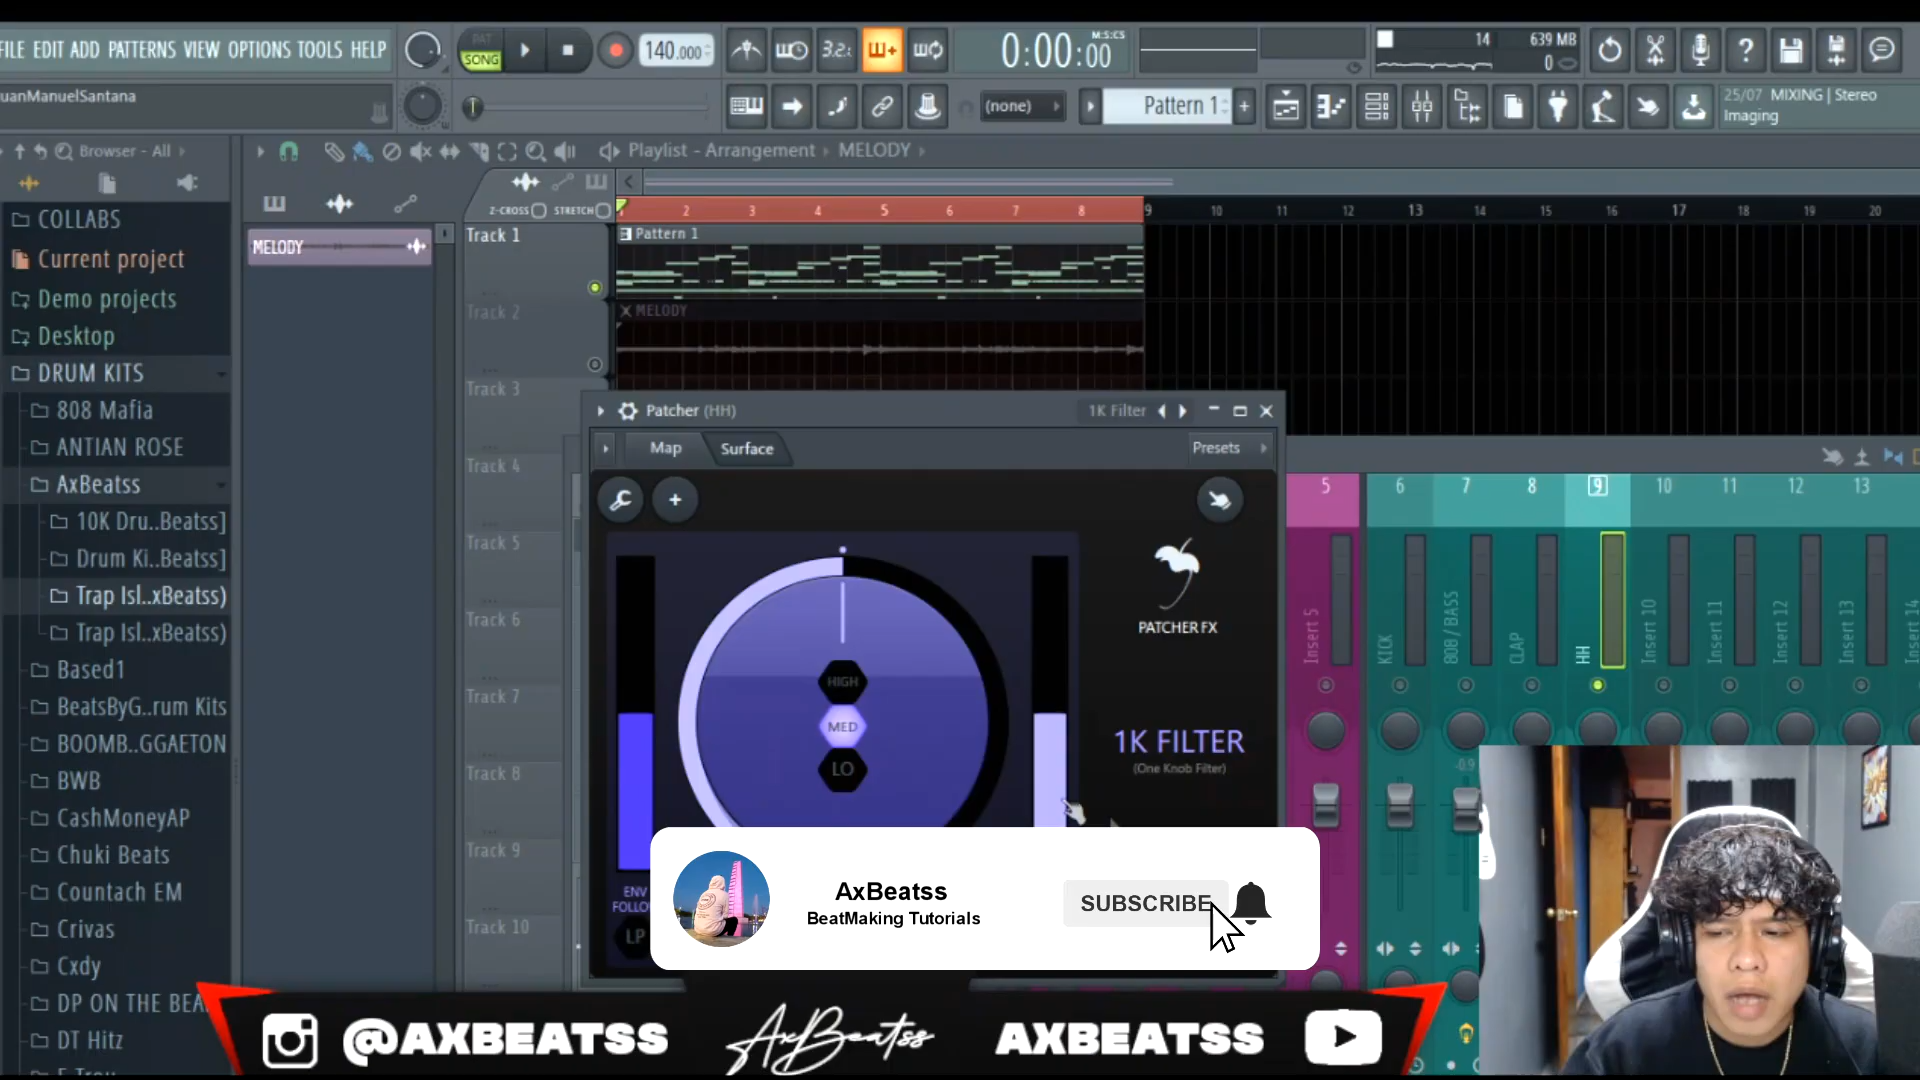 FILE EDIT ADD PATTERNS VIEW OPTIONS TOOLS HELP
PAT
SONG
140.000
3.2.
0:00:00
M:S:CS
14
639 MB
0
uanManuelSantana
(none)
Pattern 1
25/07 MIXING | Stereo
Imaging
Browser - All
Playlist - Arrangement
MELODY
Z-CROSS
STRETCH
2 3 4 5 6 7 8 9 10 11 12 13 14 15 16 17 18 19 20
COLLABS
Current project
Demo projects
Desktop
DRUM KITS
808 Mafia
ANTIAN ROSE
AxBeatss
10K Dru..Beatss]
Drum Ki..Beatss]
Trap Isl..xBeatss)
Trap Isl..xBeatss)
Based1
BeatsByG..rum Kits
BOOMB..GGAETON
BWB
CashMoneyAP
Chuki Beats
Countach EM
Crivas
Cxdy
DP ON THE BEA
DT Hitz
MELODY
Track 1
Track 2
Track 3
Track 4
Track 5
Track 6
Track 7
Track 8
Track 9
Track 10
Pattern 1
MELODY
Patcher (HH)
1K Filter
Map
Surface
Presets
HIGH
MED
LO
ENV
FOLLO
LP
PATCHER FX
1K FILTER
(One Knob Filter)
5 6 7 8 9 10 11 12 13
Insert 5
KICK
808 / BASS
CLAP
HH
Insert 10
Insert 11
Insert 12
Insert 13
Insert 14
-0.9
AxBeatss
BeatMaking Tutorials
SUBSCRIBE
@AXBEATSS
AxBeatss
AXBEATSS